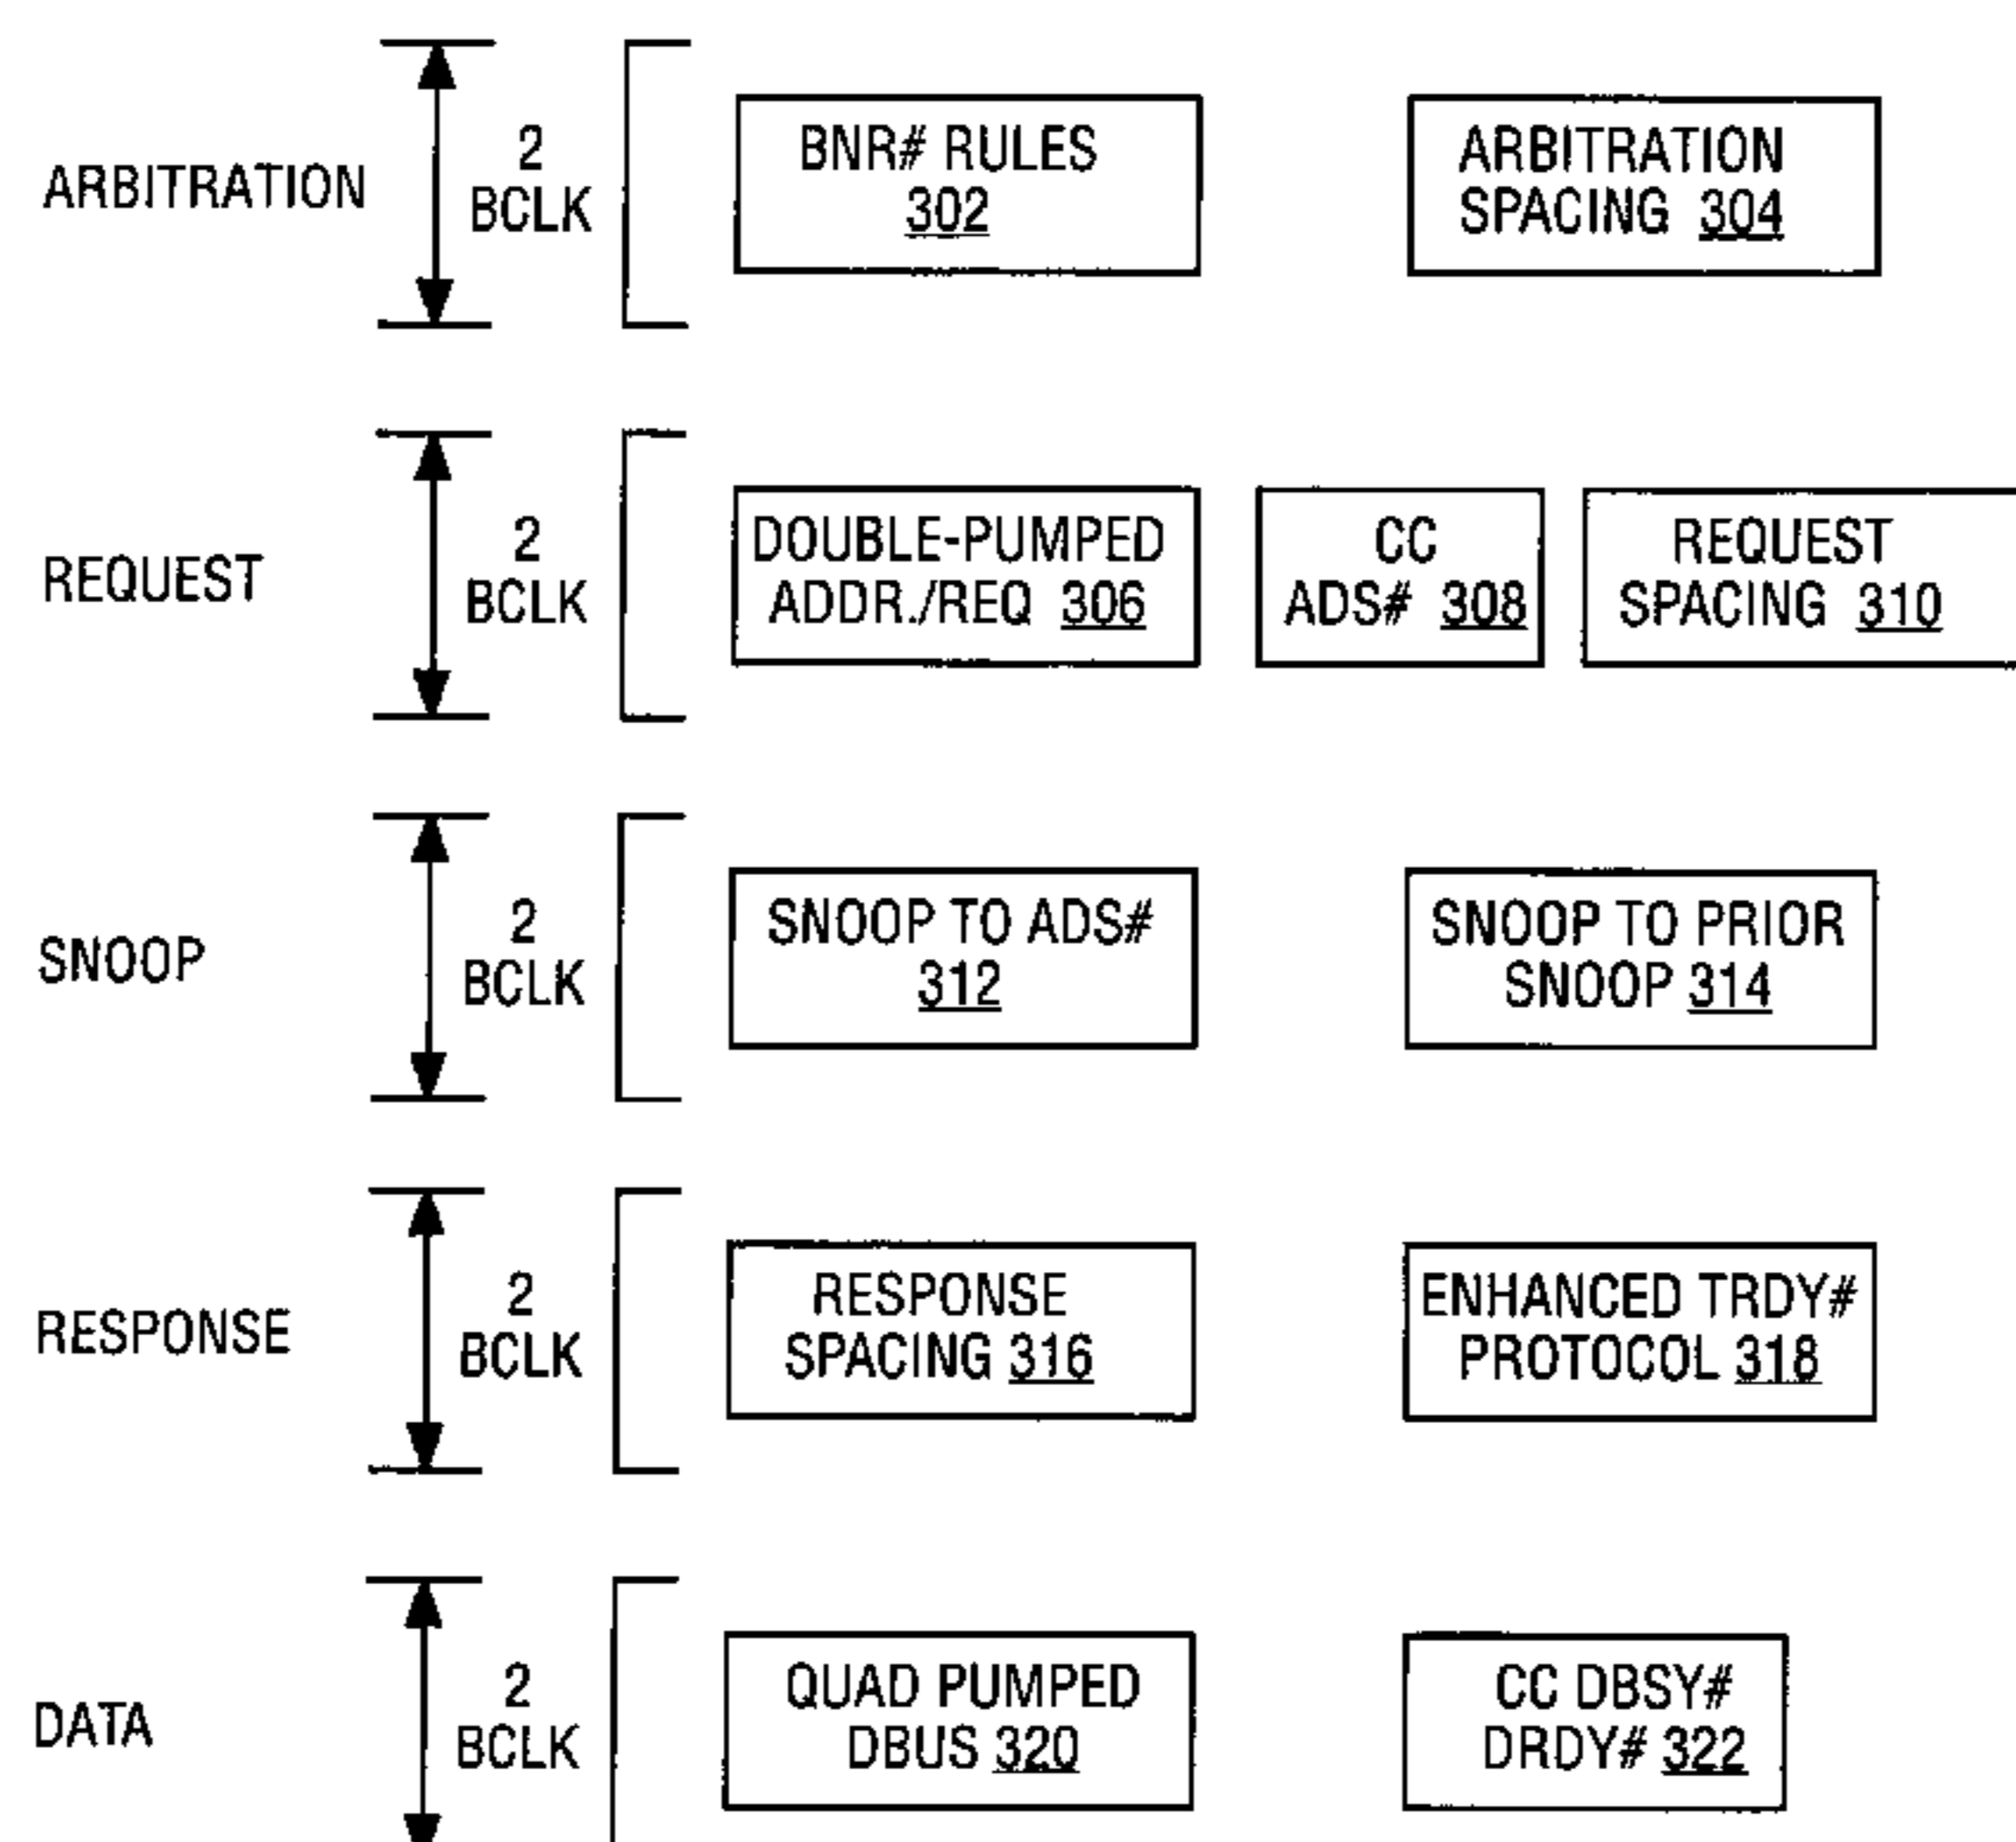 ARBITRATION
2
BCLK
BNR# RULES
302
ARBITRATION
SPACING 304
REQUEST
2
BCLK
DOUBLE-PUMPED
ADDR./REQ 306
CC
ADS# 308
REQUEST
SPACING 310
SNOOP
2
BCLK
SNOOP TO ADS#
312
SNOOP TO PRIOR
SNOOP 314
RESPONSE
2
BCLK
RESPONSE
SPACING 316
ENHANCED TRDY#
PROTOCOL 318
DATA
2
BCLK
QUAD PUMPED
DBUS 320
CC DBSY#
DRDY# 322